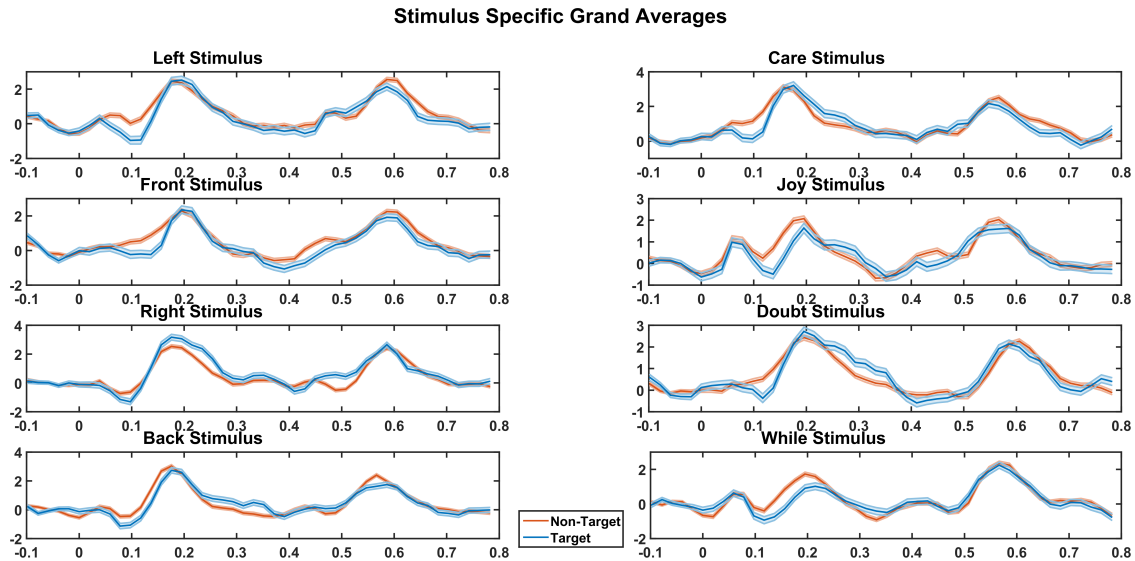 Stimulus Specific Grand Averages
Left Stimulus
2
0
-2
-0.1 0 0.1 0.2 0.3 0.4 0.5 0.6 0.7 0.8
Front Stimulus
2
0
-2
-0.1 0 0.1 0.2 0.3 0.4 0.5 0.6 0.7 0.8
Right Stimulus
4
2
0
-2
-0.1 0 0.1 0.2 0.3 0.4 0.5 0.6 0.7 0.8
Back Stimulus
4
2
0
-2
-0.1 0 0.1 0.2 0.3 0.4 0.5 0.6 0.7 0.8
Care Stimulus
4
2
0
-0.1 0 0.1 0.2 0.3 0.4 0.5 0.6 0.7 0.8
Joy Stimulus
3
2
1
0
-1
-0.1 0 0.1 0.2 0.3 0.4 0.5 0.6 0.7 0.8
Doubt Stimulus
3
2
1
0
-1
-0.1 0 0.1 0.2 0.3 0.4 0.5 0.6 0.7 0.8
While Stimulus
2
0
-2
-0.1 0 0.1 0.2 0.3 0.4 0.5 0.6 0.7 0.8
Non-Target
Target